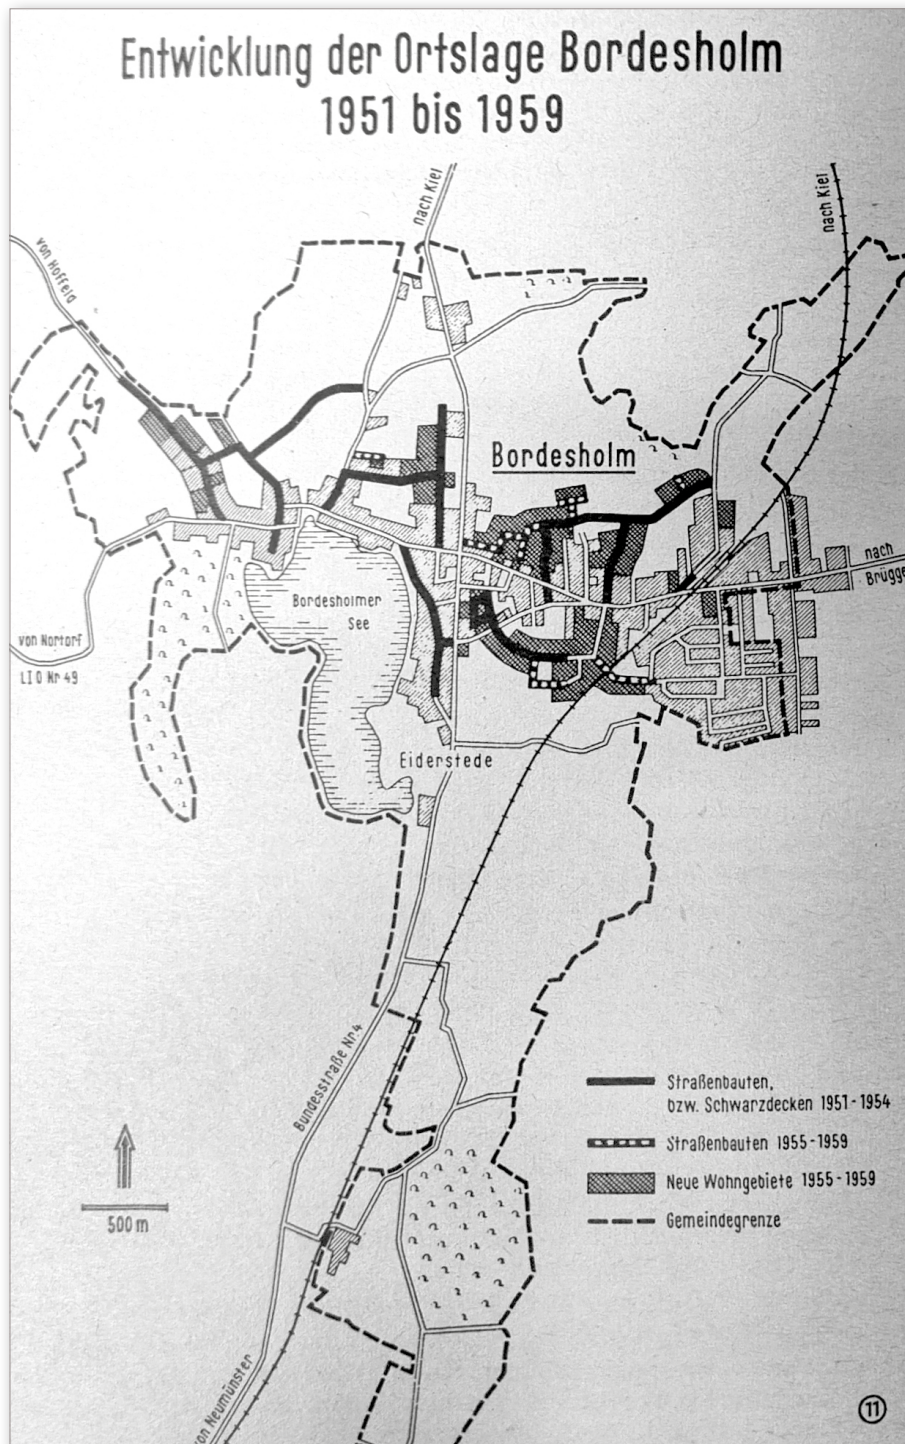 Entwicklung der Ortslage Bordesholm
1951 bis 1959
nach Kiel
nach Kiel
von Hoffeld
Bordesholm
nach
Brügge
Bordesholmer
See
von Nortorf
LI O Nr 49
Eiderstede
Bundesstraße Nr. 4
Straßenbauten,
bzw. Schwarzdecken 1951-1954
Straßenbauten 1955-1959
Neue Wohngebiete 1955-1959
Gemeindegrenze
500 m
von Neumünster
11